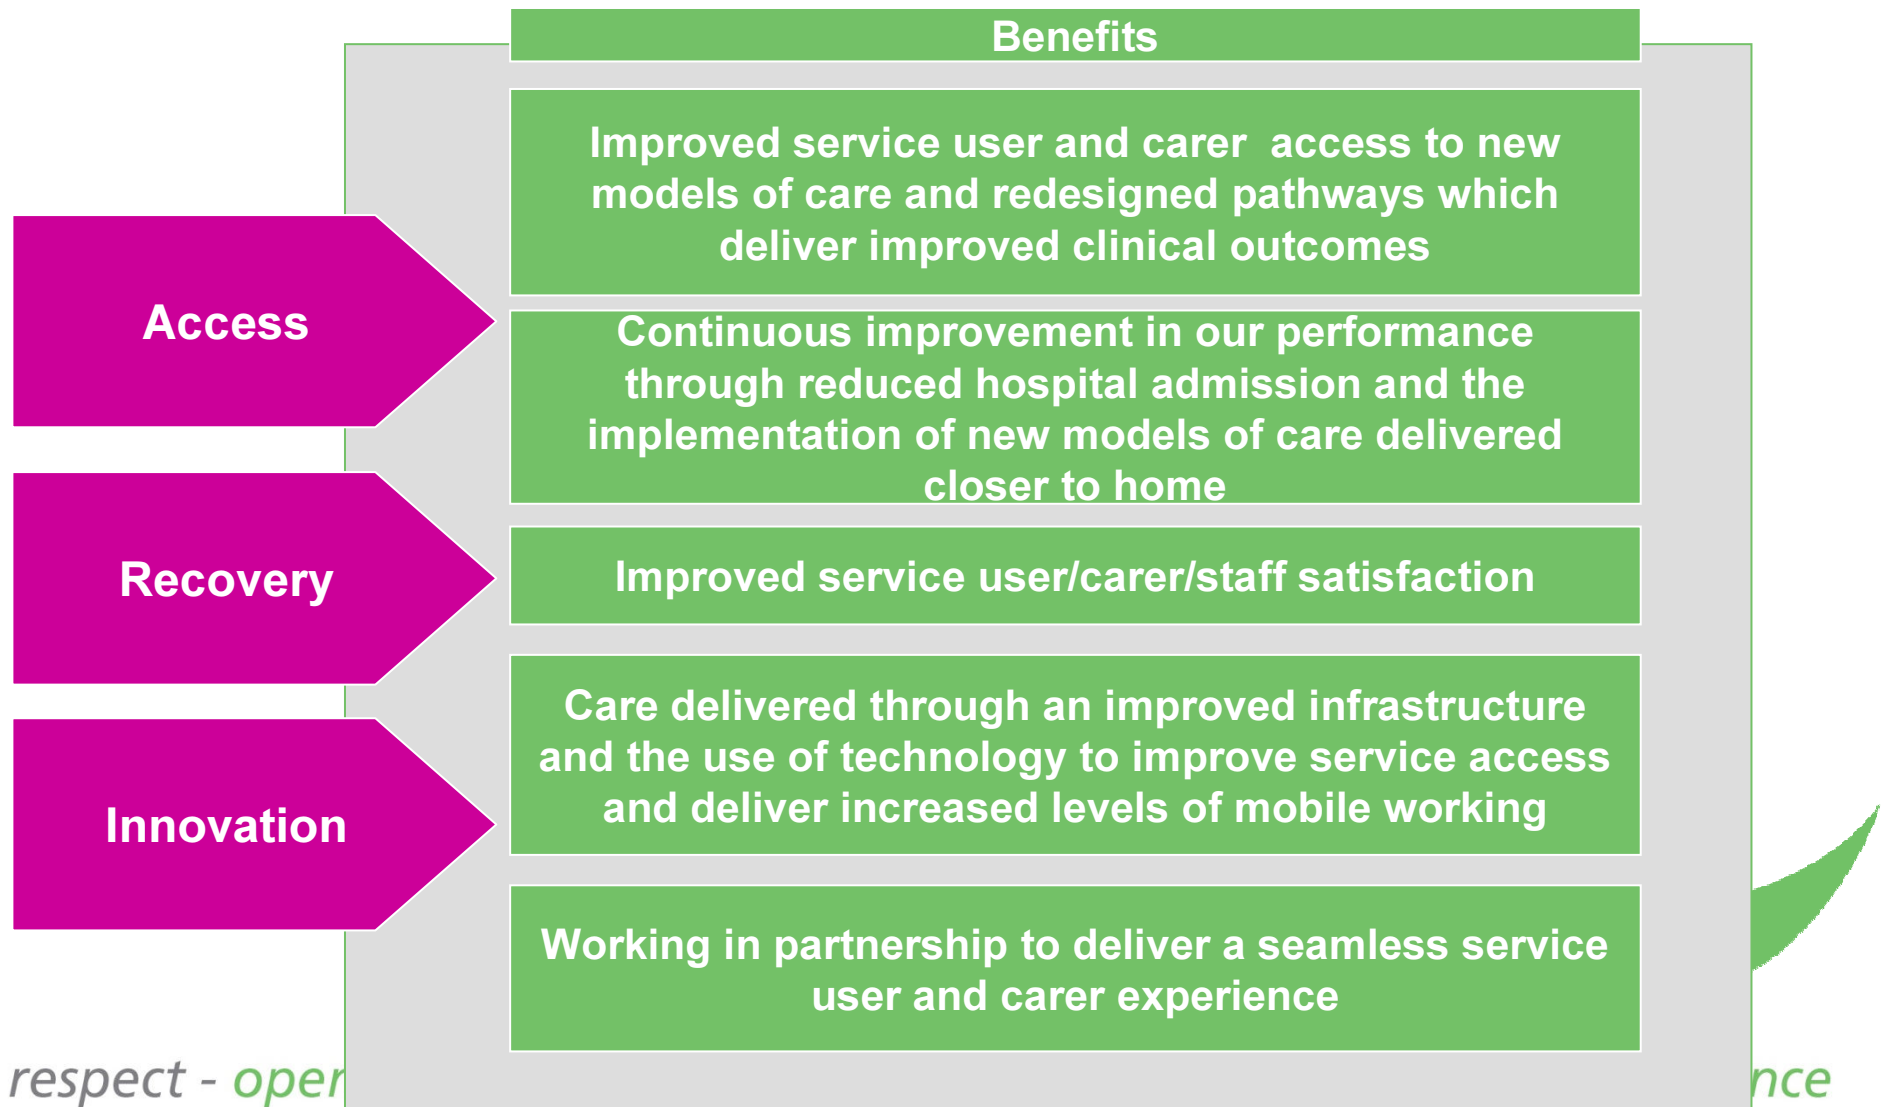 Benefits
Improved service user and carer  access to new
models of care and redesigned pathways which
deliver improved clinical outcomes
Access
Continuous improvement in our performance
through reduced hospital admission and the
implementation of new models of care delivered
closer to home
Recovery
Improved service user/carer/staff satisfaction
Care delivered through an improved infrastructure
and the use of technology to improve service access
and deliver increased levels of mobile working
Innovation
Working in partnership to deliver a seamless service
user and carer experience
respect -